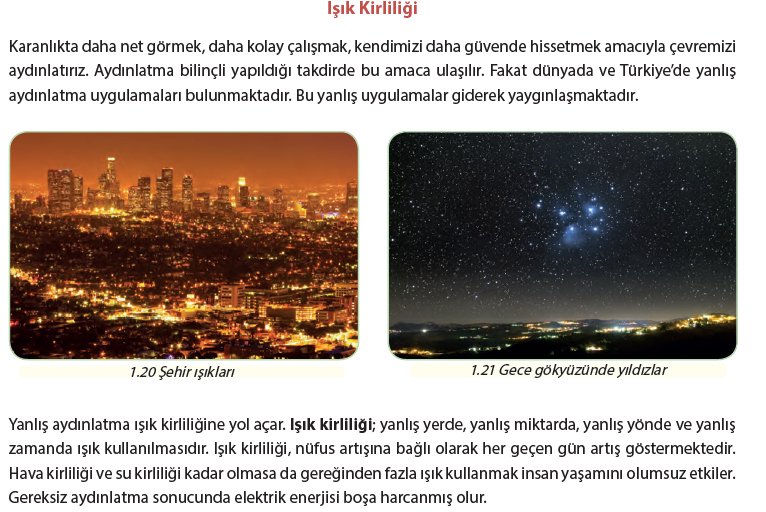 Işık Kirliliği
Karanlıkta daha net görmek, daha kolay çalışmak, kendimizi daha güvende hissetmek amacıyla çevremizi
aydınlatırız. Aydınlatma bilinçli yapıldığı takdirde bu amaca ulaşılır. Fakat dünyada ve Türkiye’de yanlış
aydınlatma uygulamaları bulunmaktadır. Bu yanlış uygulamalar giderek yaygınlaşmaktadır.
1.20 Şehir ışıkları
1.21 Gece gökyüzünde yıldızlar
Yanlış aydınlatma ışık kirliliğine yol açar. Işık kirliliği; yanlış yerde, yanlış miktarda, yanlış yönde ve yanlış
zamanda ışık kullanılmasıdır. Işık kirliliği, nüfus artışına bağlı olarak her geçen gün artış göstermektedir.
Hava kirliliği ve su kirliliği kadar olmasa da gereğinden fazla ışık kullanmak insan yaşamını olumsuz etkiler.
Gereksiz aydınlatma sonucunda elektrik enerjisi boşa harcanmış olur.